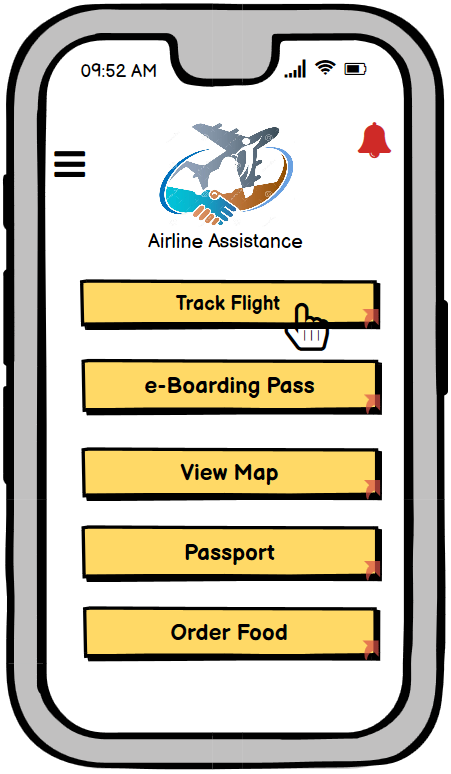 09:52 AM
Airline Assistance
Track Flight
e-Boarding Pass
View Map
Passport
Order Food